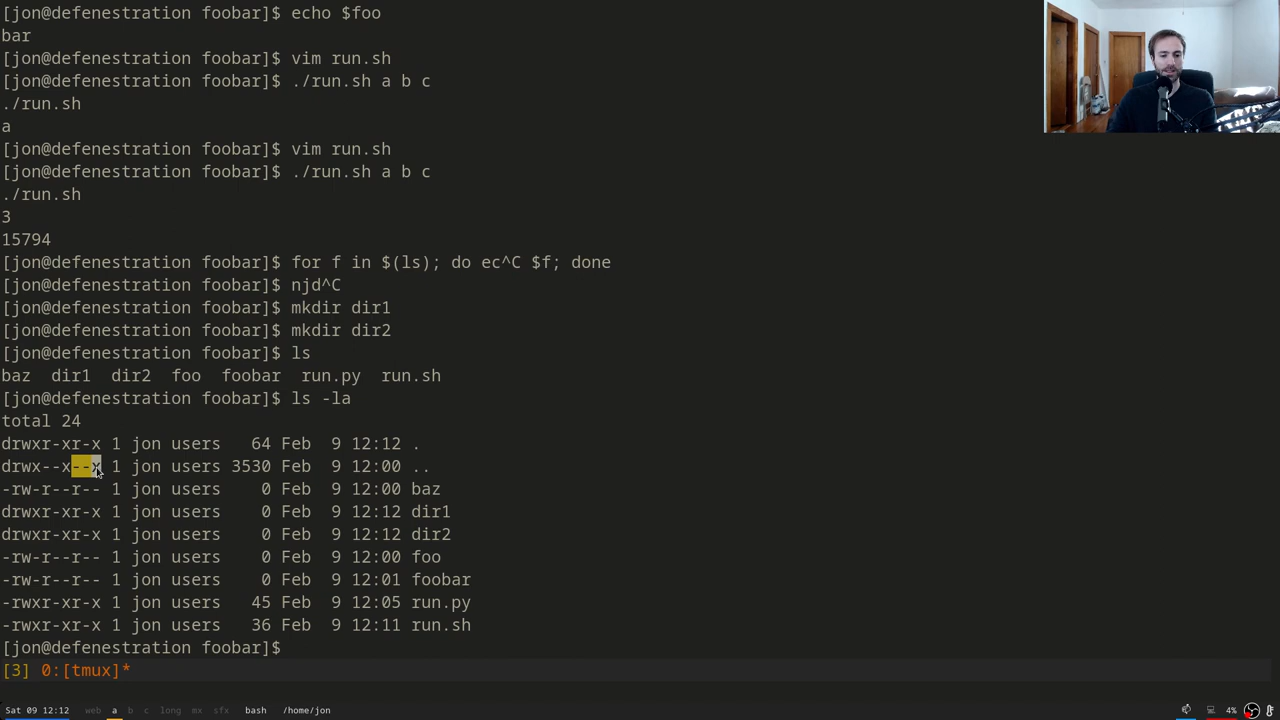 [jon@defenestration foobar]$ echo $foo
bar
[jon@defenestration foobar]$ vim run.sh
[jon@defenestration foobar]$ ./run.sh a b c
./run.sh
a
[jon@defenestration foobar]$ vim run.sh
[jon@defenestration foobar]$ ./run.sh a b c
./run.sh
3
15794
[jon@defenestration foobar]$ for f in $(ls); do ec^C $f; done
[jon@defenestration foobar]$ njd^C
[jon@defenestration foobar]$ mkdir dir1
[jon@defenestration foobar]$ mkdir dir2
[jon@defenestration foobar]$ ls
baz  dir1  dir2  foo  foobar  run.py  run.sh
[jon@defenestration foobar]$ ls -la
total 24
drwxr-xr-x 1 jon users   64 Feb  9 12:12 .
drwx--x--x 1 jon users 3530 Feb  9 12:00 ..
-rw-r--r-- 1 jon users    0 Feb  9 12:00 baz
drwxr-xr-x 1 jon users    0 Feb  9 12:12 dir1
drwxr-xr-x 1 jon users    0 Feb  9 12:12 dir2
-rw-r--r-- 1 jon users    0 Feb  9 12:00 foo
-rw-r--r-- 1 jon users    0 Feb  9 12:01 foobar
-rwxr-xr-x 1 jon users   45 Feb  9 12:05 run.py
-rwxr-xr-x 1 jon users   36 Feb  9 12:11 run.sh
[jon@defenestration foobar]$
[3] 0:[tmux]*
Sat 09 12:12 web a b c long mx sfx bash /home/jon 4%